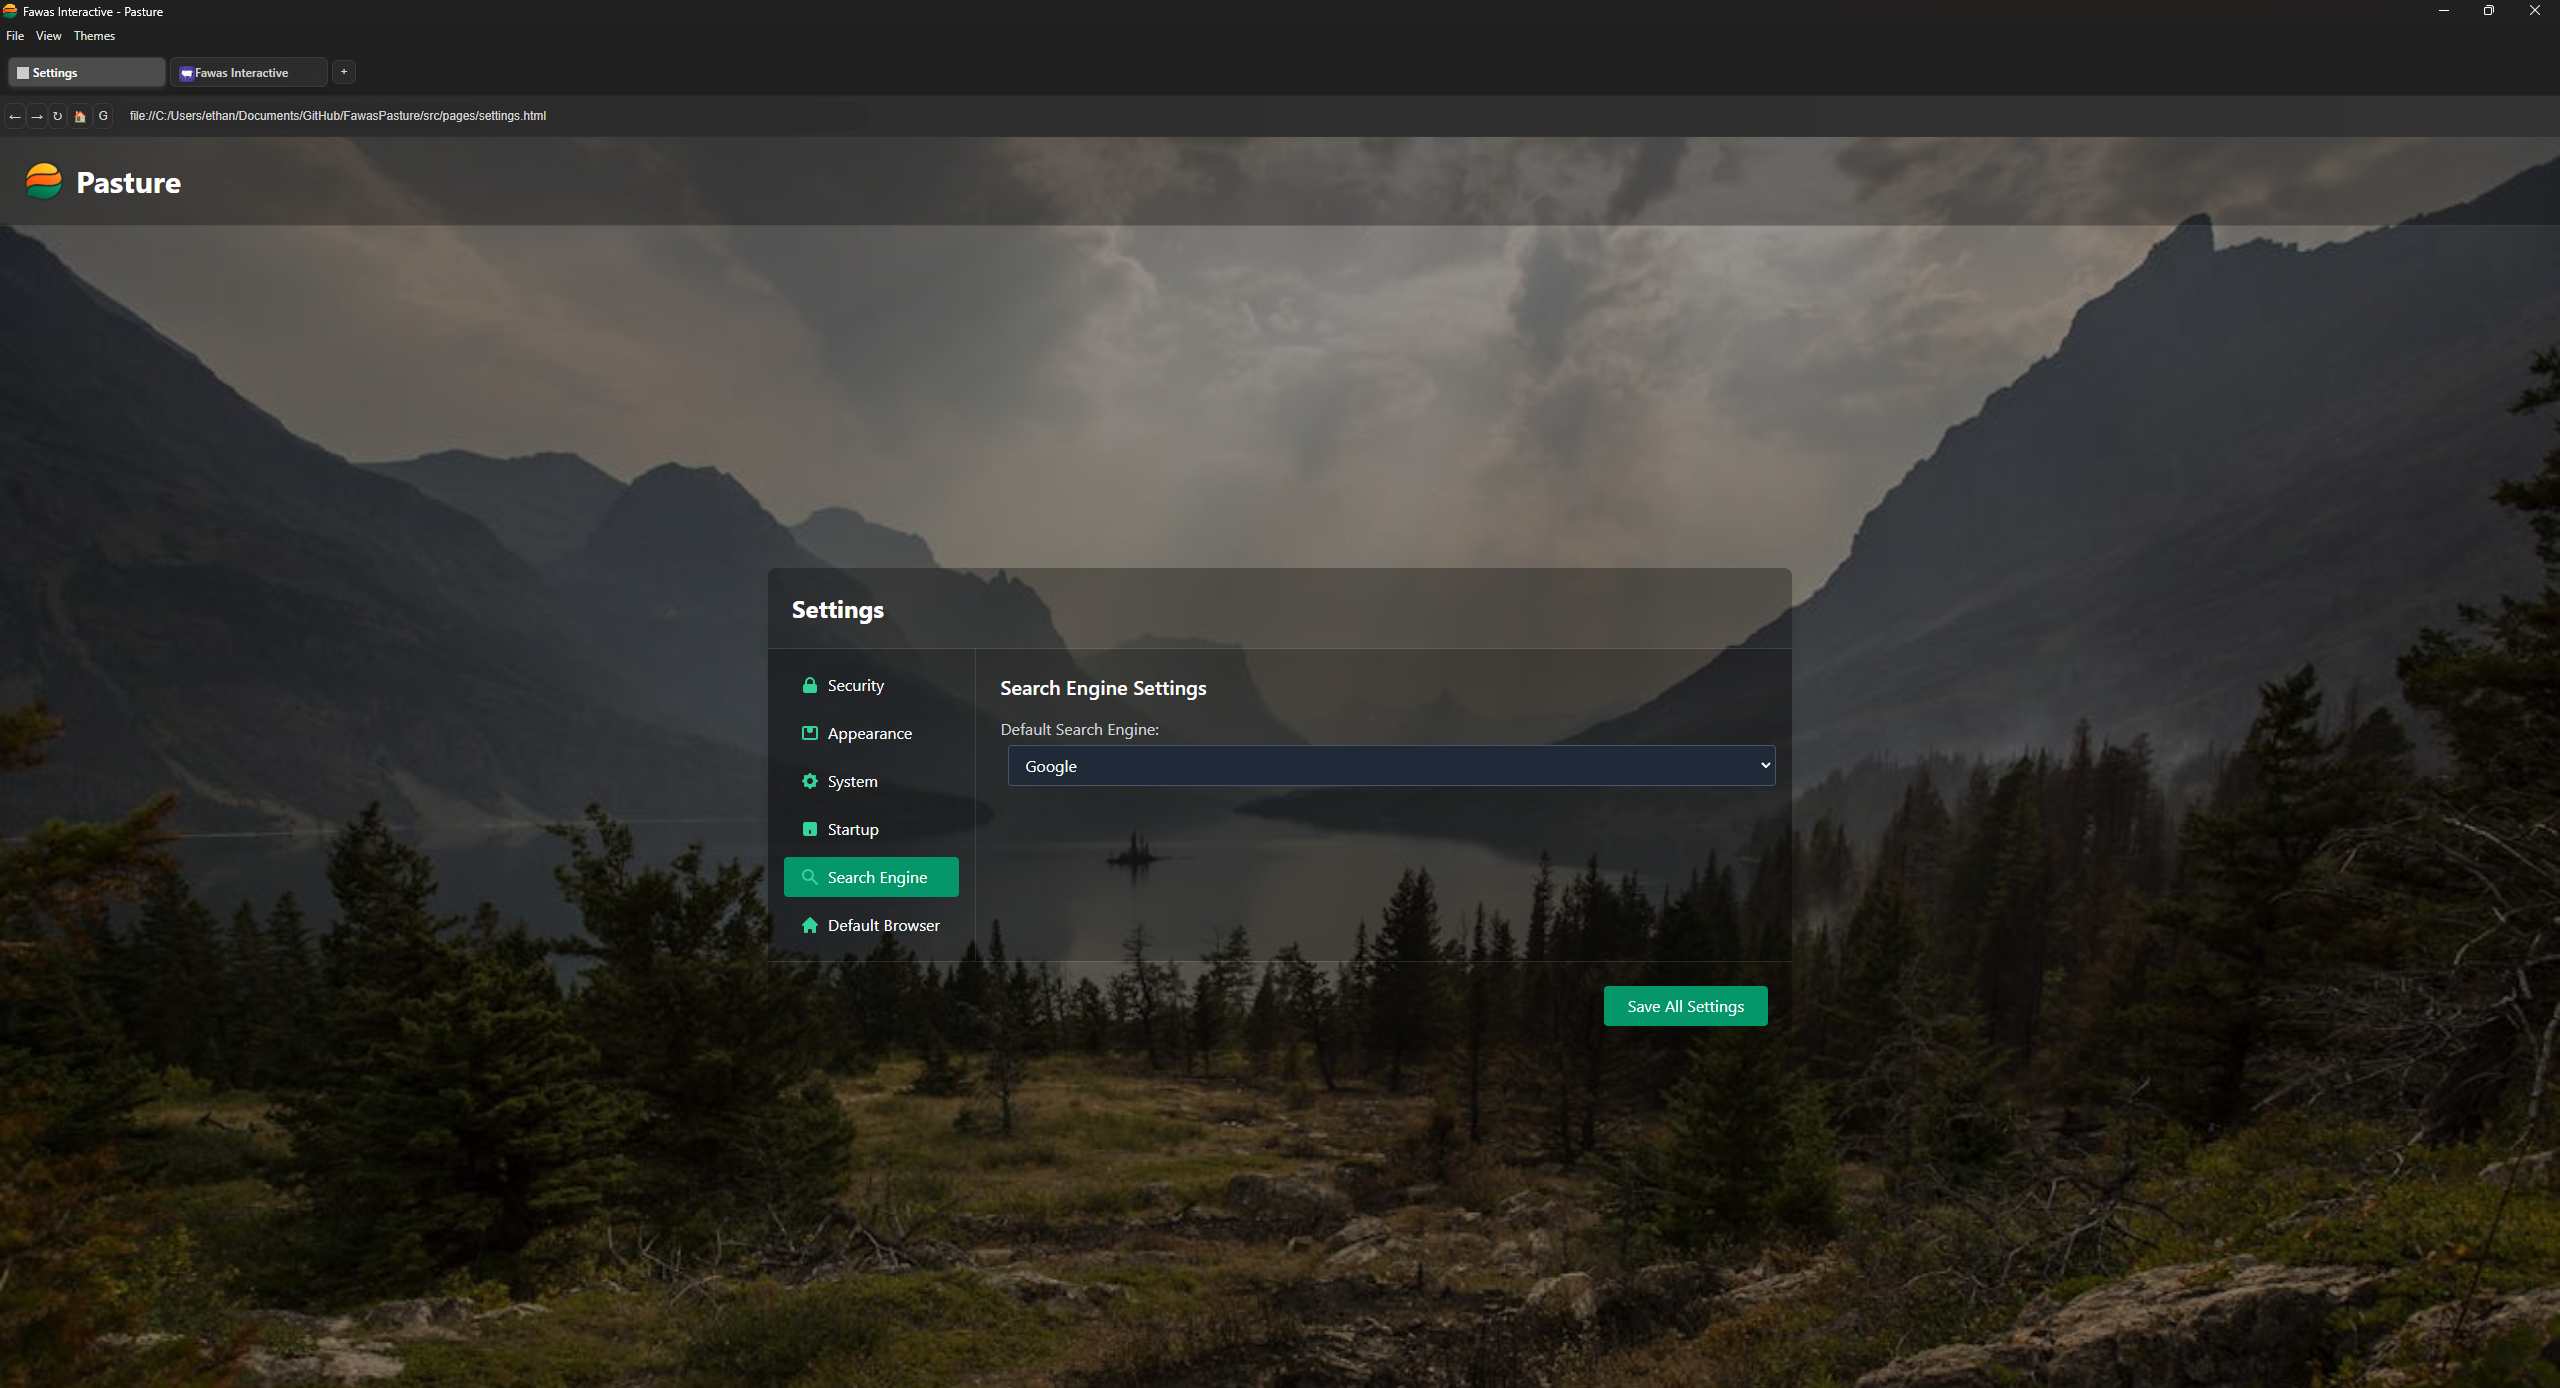 Fawas Interactive - Pasture
File View Themes
Settings
Fawas Interactive
+
← → ↻ G file://C:/Users/ethan/Documents/GitHub/FawasPasture/src/pages/settings.html
Pasture
Settings
Security
Appearance
System
Startup
Search Engine
Default Browser
Search Engine Settings
Default Search Engine:
Google
Save All Settings